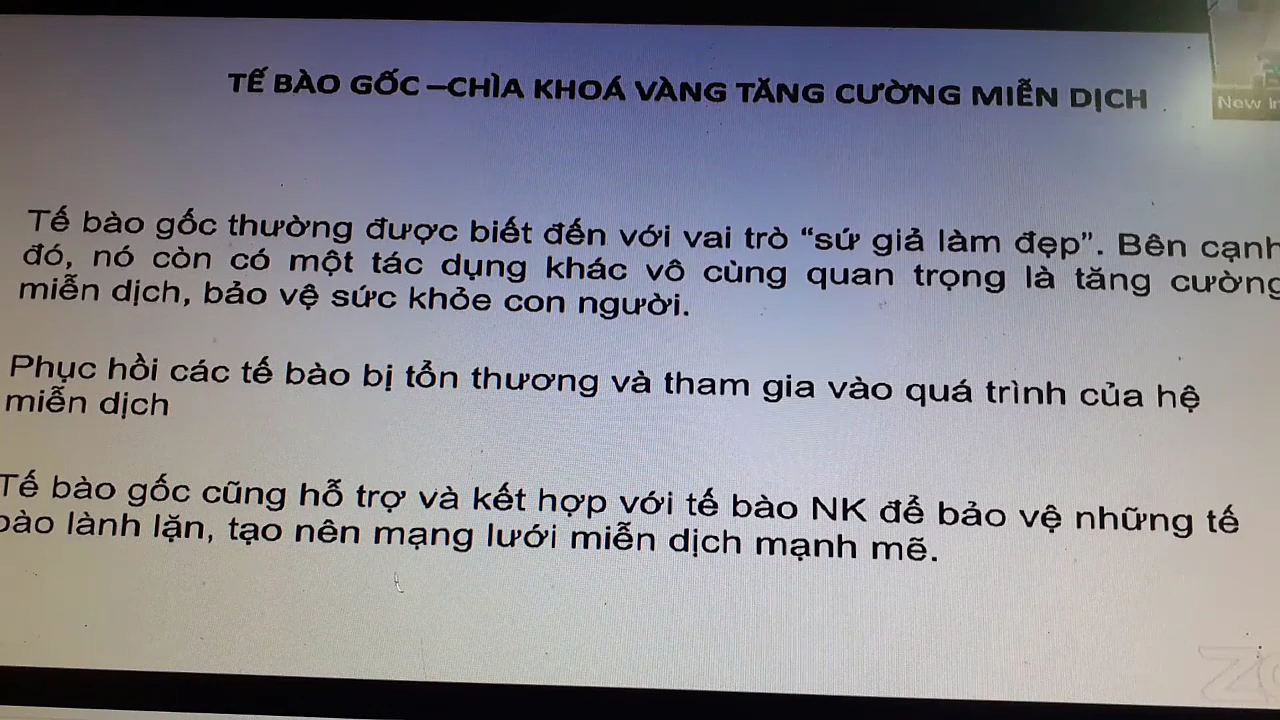 TẾ BÀO GỐC –CHÌA KHOÁ VÀNG TĂNG CƯỜNG MIỄN DỊCH
New
Tế bào gốc thường được biết đến với vai trò “sứ giả làm đẹp”. Bên cạnh
đó, nó còn có một tác dụng khác vô cùng quan trọng là tăng cường
miễn dịch, bảo vệ sức khỏe con người.
Phục hồi các tế bào bị tổn thương và tham gia vào quá trình của hệ
miễn dịch
Tế bào gốc cũng hỗ trợ và kết hợp với tế bào NK để bảo vệ những tế
bào lành lặn, tạo nên mạng lưới miễn dịch mạnh mẽ.